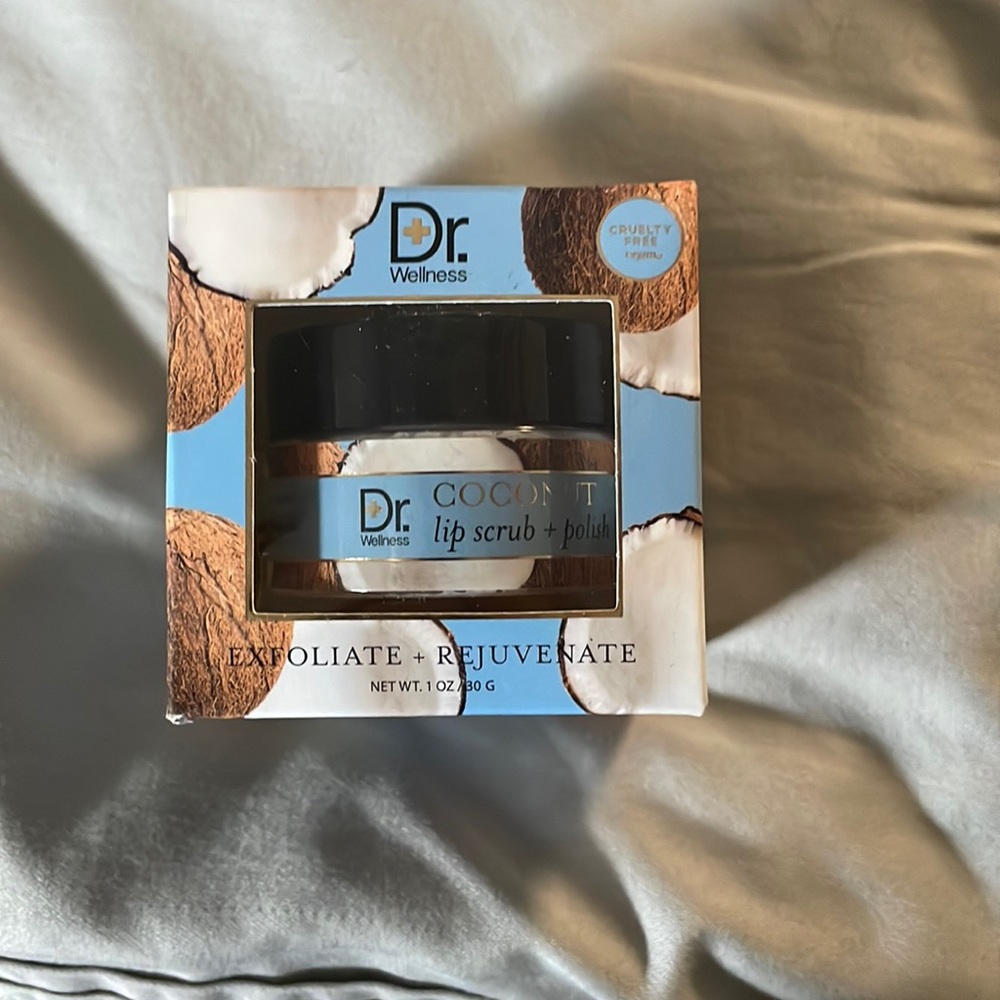 Dr.
Wellness
CRUELTY
FREE
COCONUT
lip scrub + polish
Dr.
Wellness
EXFOLIATE + REJUVENATE
NET WT. 1 OZ / 30 G